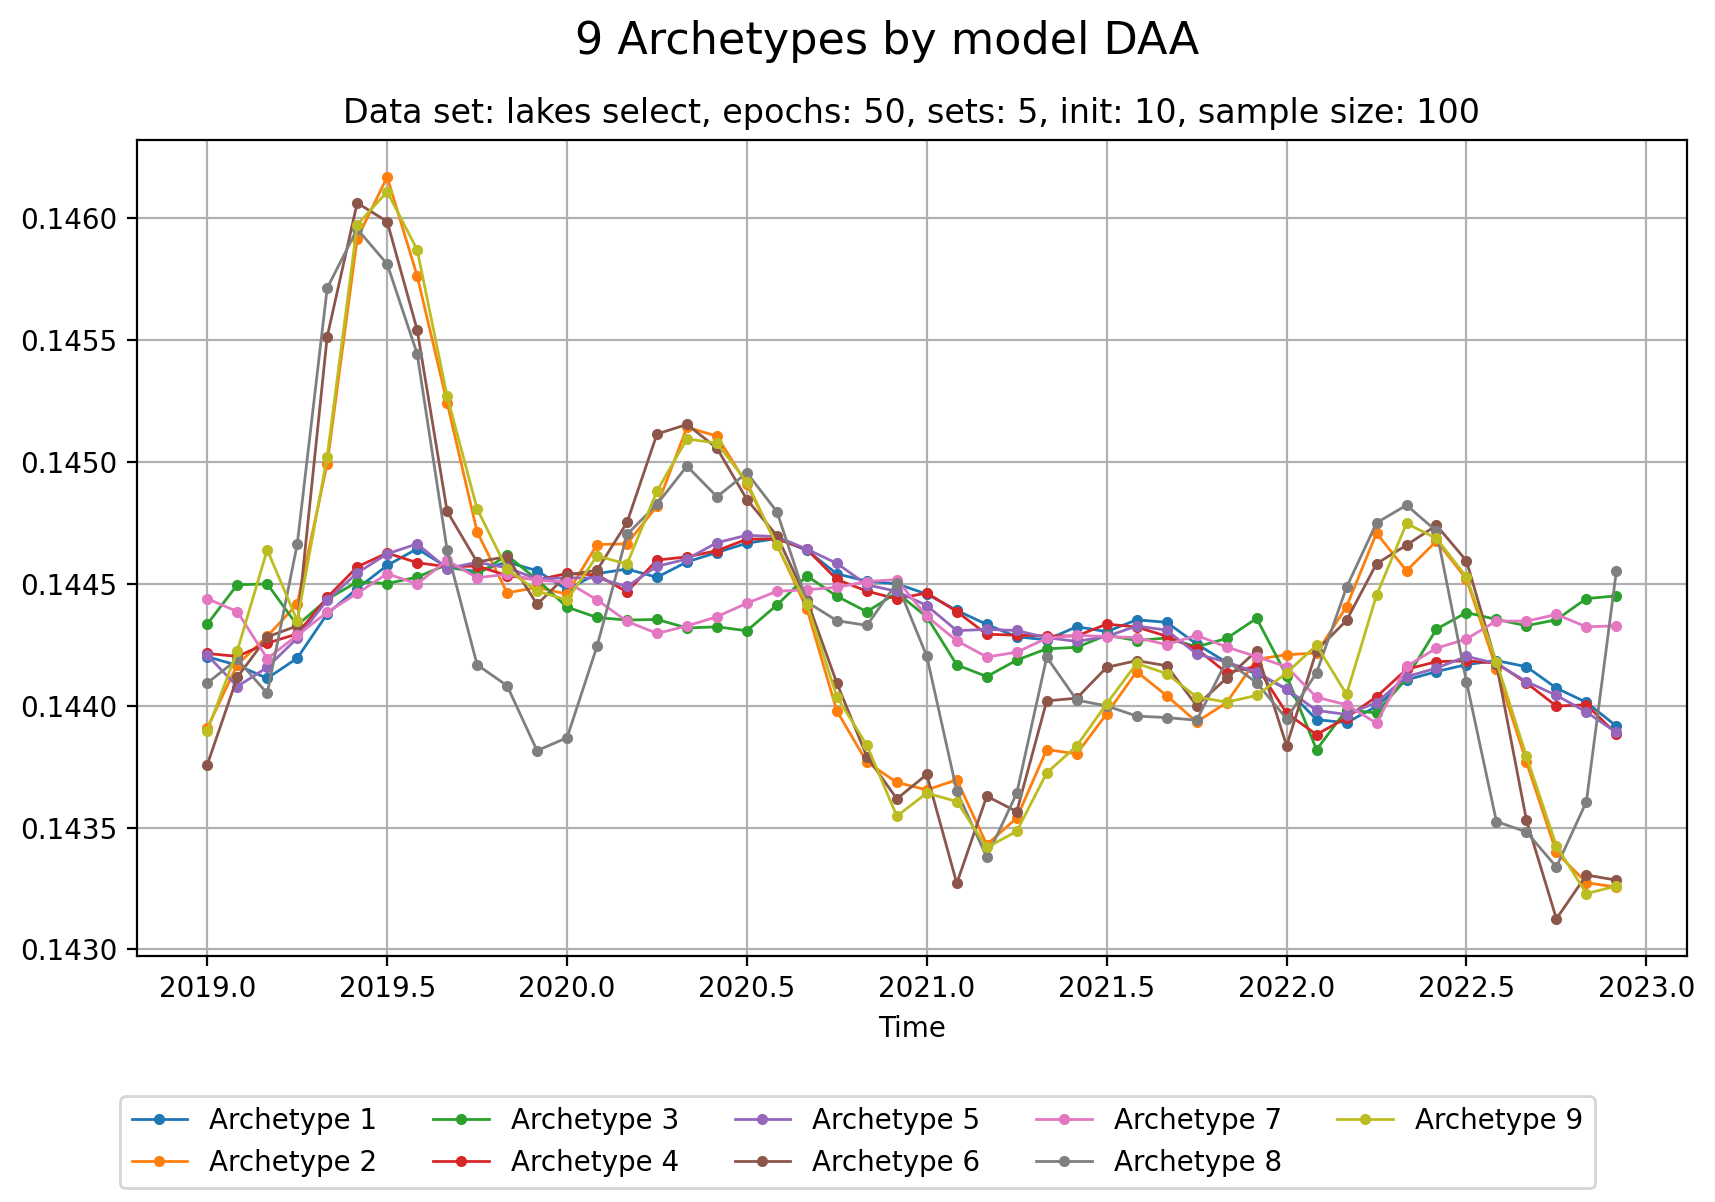 9 Archetypes by model DAA
Data set: lakes select, epochs: 50, sets: 5, init: 10, sample size: 100
0.1460
0.1455
0.1450
0.1445
0.1440
0.1435
0.1430
2019.0 2019.5 2020.0 2020.5 2021.0 2021.5 2022.0 2022.5 2023.0
Time
Archetype 1 Archetype 3 Archetype 5 Archetype 7 Archetype 9
Archetype 2 Archetype 4 Archetype 6 Archetype 8